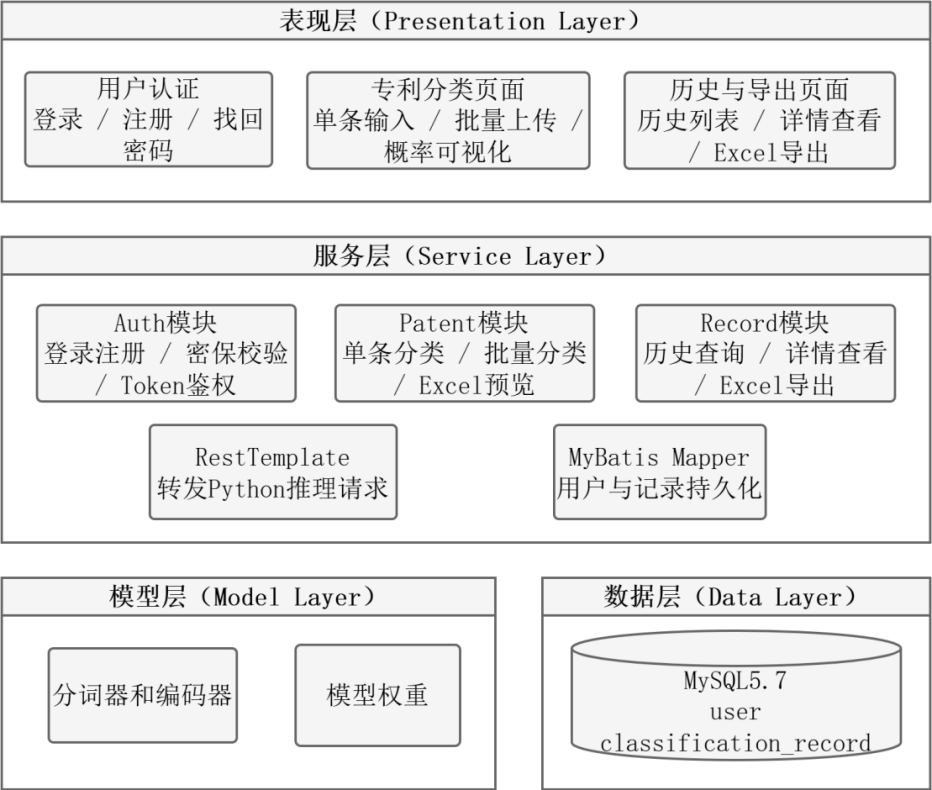 表现层（Presentation Layer）
用户认证
登录 / 注册 / 找回
密码
专利分类页面
单条输入 / 批量上传 /
概率可视化
历史与导出页面
历史列表 / 详情查看
/ Excel导出
服务层（Service Layer）
Auth模块
登录注册 / 密保校验
/ Token鉴权
Patent模块
单条分类 / 批量分类
/ Excel预览
Record模块
历史查询 / 详情查看
/ Excel导出
RestTemplate
转发Python推理请求
MyBatis Mapper
用户与记录持久化
模型层（Model Layer）
分词器和编码器
模型权重
数据层（Data Layer）
MySQL5.7
user
classification_record